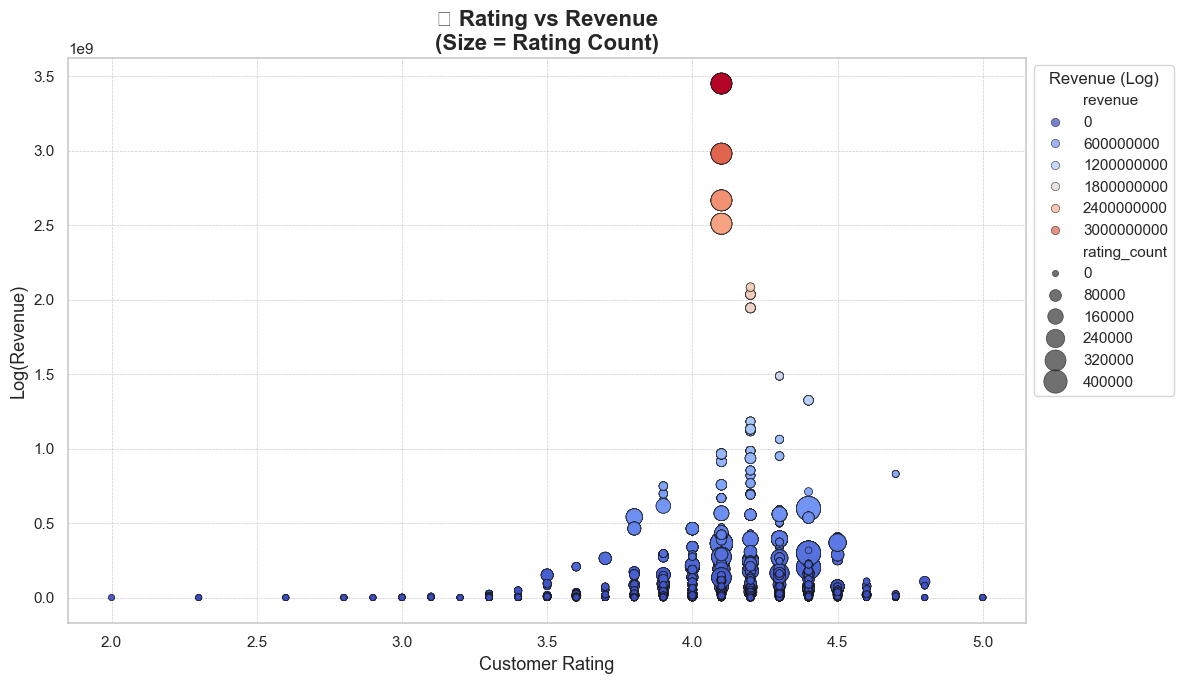 ▯ Rating vs Revenue
(Size = Rating Count)
1e9
3.5
3.0
2.5
2.0
1.5
1.0
0.5
0.0
Log(Revenue)
2.0 2.5 3.0 3.5 4.0 4.5 5.0
Customer Rating
Revenue (Log)
revenue
0
600000000
1200000000
1800000000
2400000000
3000000000
rating_count
0
80000
160000
240000
320000
400000